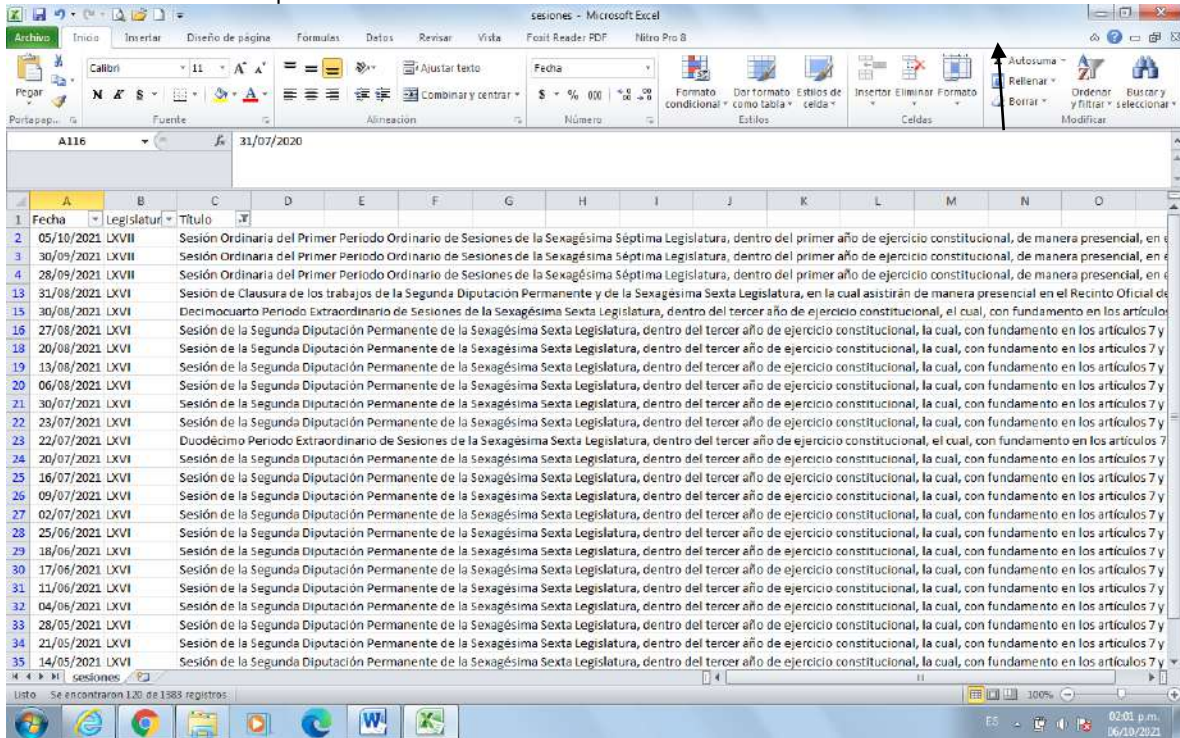 sesiones - Microsoft Excel
Archivo Inicio Insertar Diseño de página Fórmulas Datos Revisar Vista Foxit Reader PDF Nitro Pro 8
Pegar
Calibri 11 A A Ajustar texto Fecha
N K S A Combinar y centrar $ % 000
Formato condicional Dar formato como tabla Estilos de celda
Insertar Eliminar Formato
Autosuma
Rellenar
Borrar
Ordenar y filtrar Buscar y seleccionar
Portapap... Fuente Alineación Número Estilos Celdas Modificar
A116 fx 31/07/2020
A B C D E F G H I J K L M N O
1 Fecha Legislatur Título
2 05/10/2021 LXVII Sesión Ordinaria del Primer Periodo Ordinario de Sesiones de la Sexagésima Séptima Legislatura, dentro del primer año de ejercicio constitucional, de manera presencial, en e
3 30/09/2021 LXVII Sesión Ordinaria del Primer Periodo Ordinario de Sesiones de la Sexagésima Séptima Legislatura, dentro del primer año de ejercicio constitucional, de manera presencial, en e
4 28/09/2021 LXVII Sesión Ordinaria del Primer Periodo Ordinario de Sesiones de la Sexagésima Séptima Legislatura, dentro del primer año de ejercicio constitucional, de manera presencial, en e
13 31/08/2021 LXVI Sesión de Clausura de los trabajos de la Segunda Diputación Permanente y de la Sexagésima Sexta Legislatura, en la cual asistirán de manera presencial en el Recinto Oficial de
15 30/08/2021 LXVI Decimocuarto Periodo Extraordinario de Sesiones de la Sexagésima Sexta Legislatura, dentro del tercer año de ejercicio constitucional, el cual, con fundamento en los artículos
16 27/08/2021 LXVI Sesión de la Segunda Diputación Permanente de la Sexagésima Sexta Legislatura, dentro del tercer año de ejercicio constitucional, la cual, con fundamento en los artículos 7 y
18 20/08/2021 LXVI Sesión de la Segunda Diputación Permanente de la Sexagésima Sexta Legislatura, dentro del tercer año de ejercicio constitucional, la cual, con fundamento en los artículos 7 y
19 13/08/2021 LXVI Sesión de la Segunda Diputación Permanente de la Sexagésima Sexta Legislatura, dentro del tercer año de ejercicio constitucional, la cual, con fundamento en los artículos 7 y
20 06/08/2021 LXVI Sesión de la Segunda Diputación Permanente de la Sexagésima Sexta Legislatura, dentro del tercer año de ejercicio constitucional, la cual, con fundamento en los artículos 7 y
21 30/07/2021 LXVI Sesión de la Segunda Diputación Permanente de la Sexagésima Sexta Legislatura, dentro del tercer año de ejercicio constitucional, la cual, con fundamento en los artículos 7 y
22 23/07/2021 LXVI Sesión de la Segunda Diputación Permanente de la Sexagésima Sexta Legislatura, dentro del tercer año de ejercicio constitucional, la cual, con fundamento en los artículos 7 y
23 22/07/2021 LXVI Duodécimo Periodo Extraordinario de Sesiones de la Sexagésima Sexta Legislatura, dentro del tercer año de ejercicio constitucional, el cual, con fundamento en los artículos 7
24 20/07/2021 LXVI Sesión de la Segunda Diputación Permanente de la Sexagésima Sexta Legislatura, dentro del tercer año de ejercicio constitucional, la cual, con fundamento en los artículos 7 y
25 16/07/2021 LXVI Sesión de la Segunda Diputación Permanente de la Sexagésima Sexta Legislatura, dentro del tercer año de ejercicio constitucional, la cual, con fundamento en los artículos 7 y
26 09/07/2021 LXVI Sesión de la Segunda Diputación Permanente de la Sexagésima Sexta Legislatura, dentro del tercer año de ejercicio constitucional, la cual, con fundamento en los artículos 7 y
27 02/07/2021 LXVI Sesión de la Segunda Diputación Permanente de la Sexagésima Sexta Legislatura, dentro del tercer año de ejercicio constitucional, la cual, con fundamento en los artículos 7 y
28 25/06/2021 LXVI Sesión de la Segunda Diputación Permanente de la Sexagésima Sexta Legislatura, dentro del tercer año de ejercicio constitucional, la cual, con fundamento en los artículos 7 y
29 18/06/2021 LXVI Sesión de la Segunda Diputación Permanente de la Sexagésima Sexta Legislatura, dentro del tercer año de ejercicio constitucional, la cual, con fundamento en los artículos 7 y
30 17/06/2021 LXVI Sesión de la Segunda Diputación Permanente de la Sexagésima Sexta Legislatura, dentro del tercer año de ejercicio constitucional, la cual, con fundamento en los artículos 7 y
31 11/06/2021 LXVI Sesión de la Segunda Diputación Permanente de la Sexagésima Sexta Legislatura, dentro del tercer año de ejercicio constitucional, la cual, con fundamento en los artículos 7 y
32 04/06/2021 LXVI Sesión de la Segunda Diputación Permanente de la Sexagésima Sexta Legislatura, dentro del tercer año de ejercicio constitucional, la cual, con fundamento en los artículos 7 y
33 28/05/2021 LXVI Sesión de la Segunda Diputación Permanente de la Sexagésima Sexta Legislatura, dentro del tercer año de ejercicio constitucional, la cual, con fundamento en los artículos 7 y
34 21/05/2021 LXVI Sesión de la Segunda Diputación Permanente de la Sexagésima Sexta Legislatura, dentro del tercer año de ejercicio constitucional, la cual, con fundamento en los artículos 7 y
35 14/05/2021 LXVI Sesión de la Segunda Diputación Permanente de la Sexagésima Sexta Legislatura, dentro del tercer año de ejercicio constitucional, la cual, con fundamento en los artículos 7 y
sesiones
Listo Se encontraron 120 de 1383 registros 100%
ES 02:01 p.m.
06/10/2021